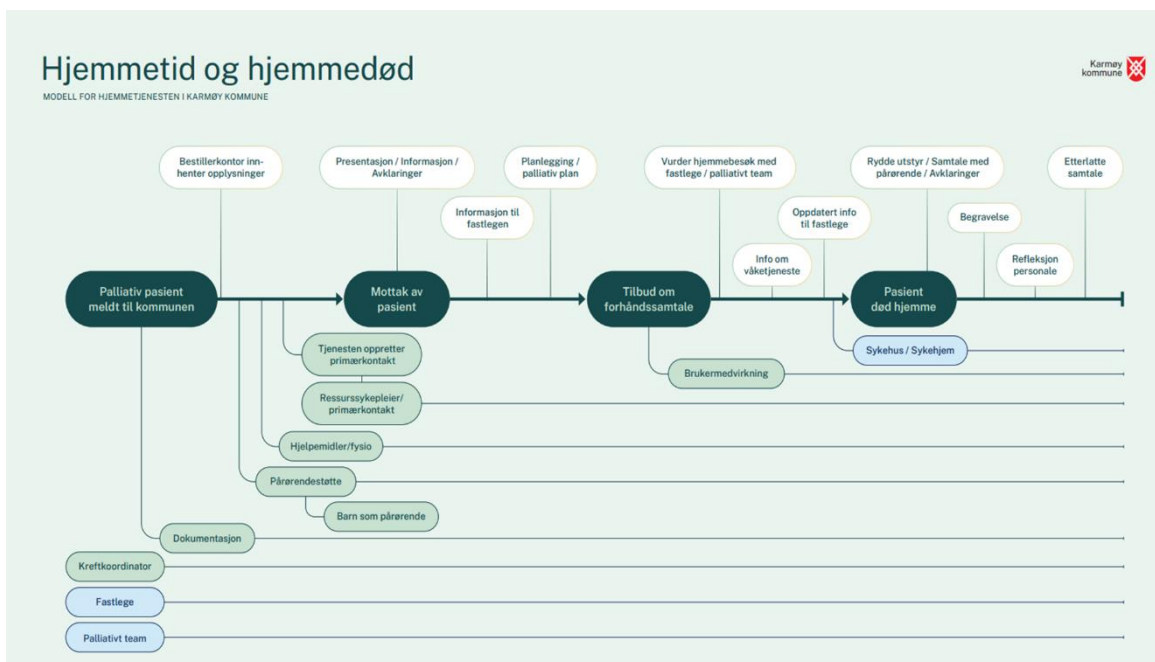 Hjemmetid og hjemmedød
MODELL FOR HJEMMETJENESTEN I KARMØY KOMMUNE
Karmøy
kommune
Bestillerkontor inn-
henter opplysninger
Presentasjon / Informasjon /
Avklaringer
Planlegging /
palliativ plan
Vurder hjemmebesøk med
fastlege / palliativt team
Rydde utstyr / Samtale med
pårørende / Avklaringer
Etterlatte
samtale
Informasjon til
fastlegen
Oppdatert info
til fastlege
Begravelse
Info om
våketjeneste
Refleksjon
personale
Palliativ pasient
meldt til kommunen
Mottak av
pasient
Tilbud om
forhåndssamtale
Pasient
død hjemme
Tjenesten oppretter
primærkontakt
Sykehus / Sykehjem
Brukermedvirkning
Ressurssykepleier/
primærkontakt
Hjelpemidler/fysio
Pårørendestøtte
Barn som pårørende
Dokumentasjon
Kreftkoordinator
Fastlege
Palliativt team